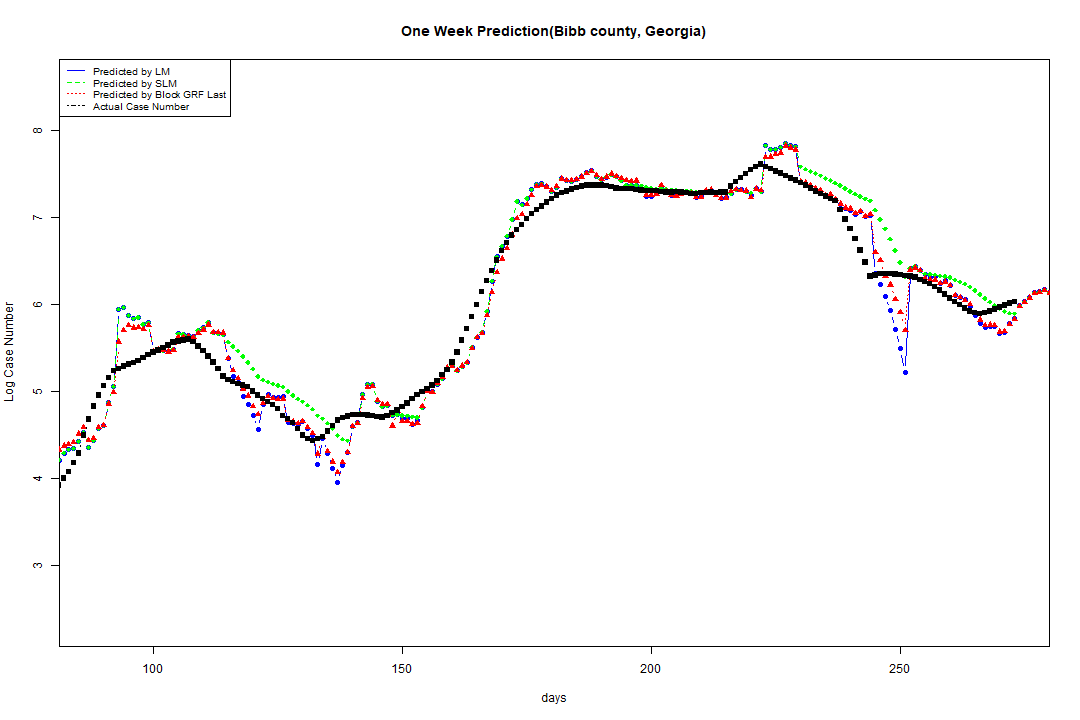 One Week Prediction(Bibb county, Georgia)
Predicted by LM
Predicted by SLM
Predicted by Block GRF Last
Actual Case Number
8
7
6
5
4
3
Log Case Number
100 150 200 250
days